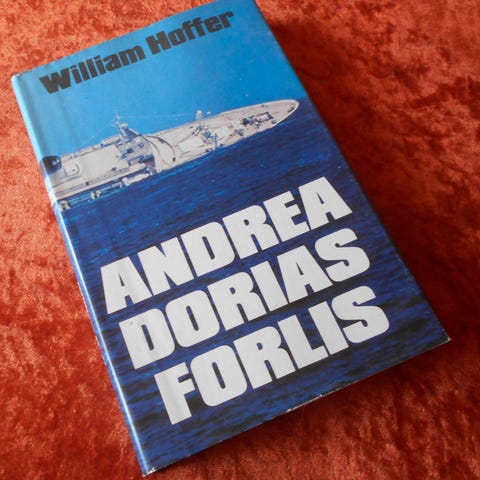 William Hoffer
ANDREA
DORIAS
FORLIS